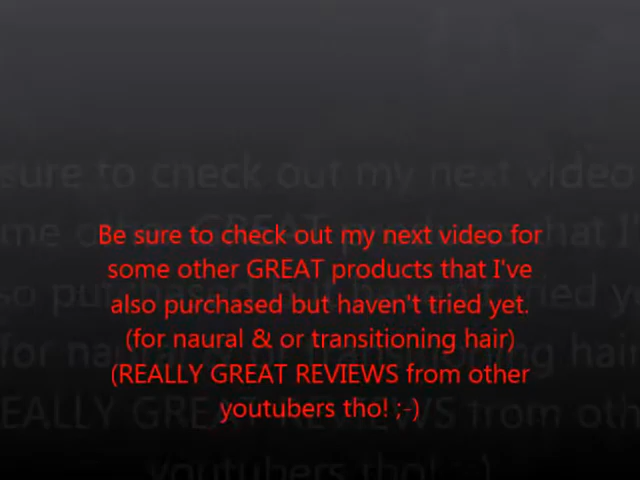 Be sure to check out my next video for
some other GREAT products that I've
also purchased but haven't tried yet.
(for naural & or transitioning hair)
(REALLY GREAT REVIEWS from other
youtubers tho! ;-)